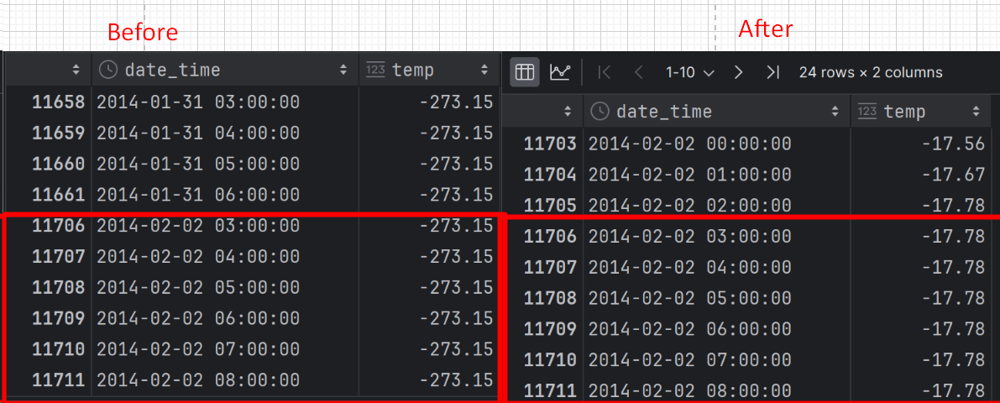 Before
After
date_time temp
11658 2014-01-31 03:00:00 -273.15
11659 2014-01-31 04:00:00 -273.15
11660 2014-01-31 05:00:00 -273.15
11661 2014-01-31 06:00:00 -273.15
11706 2014-02-02 03:00:00 -273.15
11707 2014-02-02 04:00:00 -273.15
11708 2014-02-02 05:00:00 -273.15
11709 2014-02-02 06:00:00 -273.15
11710 2014-02-02 07:00:00 -273.15
11711 2014-02-02 08:00:00 -273.15
1-10 24 rows × 2 columns
date_time 123 temp
11703 2014-02-02 00:00:00 -17.56
11704 2014-02-02 01:00:00 -17.67
11705 2014-02-02 02:00:00 -17.78
11706 2014-02-02 03:00:00 -17.78
11707 2014-02-02 04:00:00 -17.78
11708 2014-02-02 05:00:00 -17.78
11709 2014-02-02 06:00:00 -17.78
11710 2014-02-02 07:00:00 -17.78
11711 2014-02-02 08:00:00 -17.78